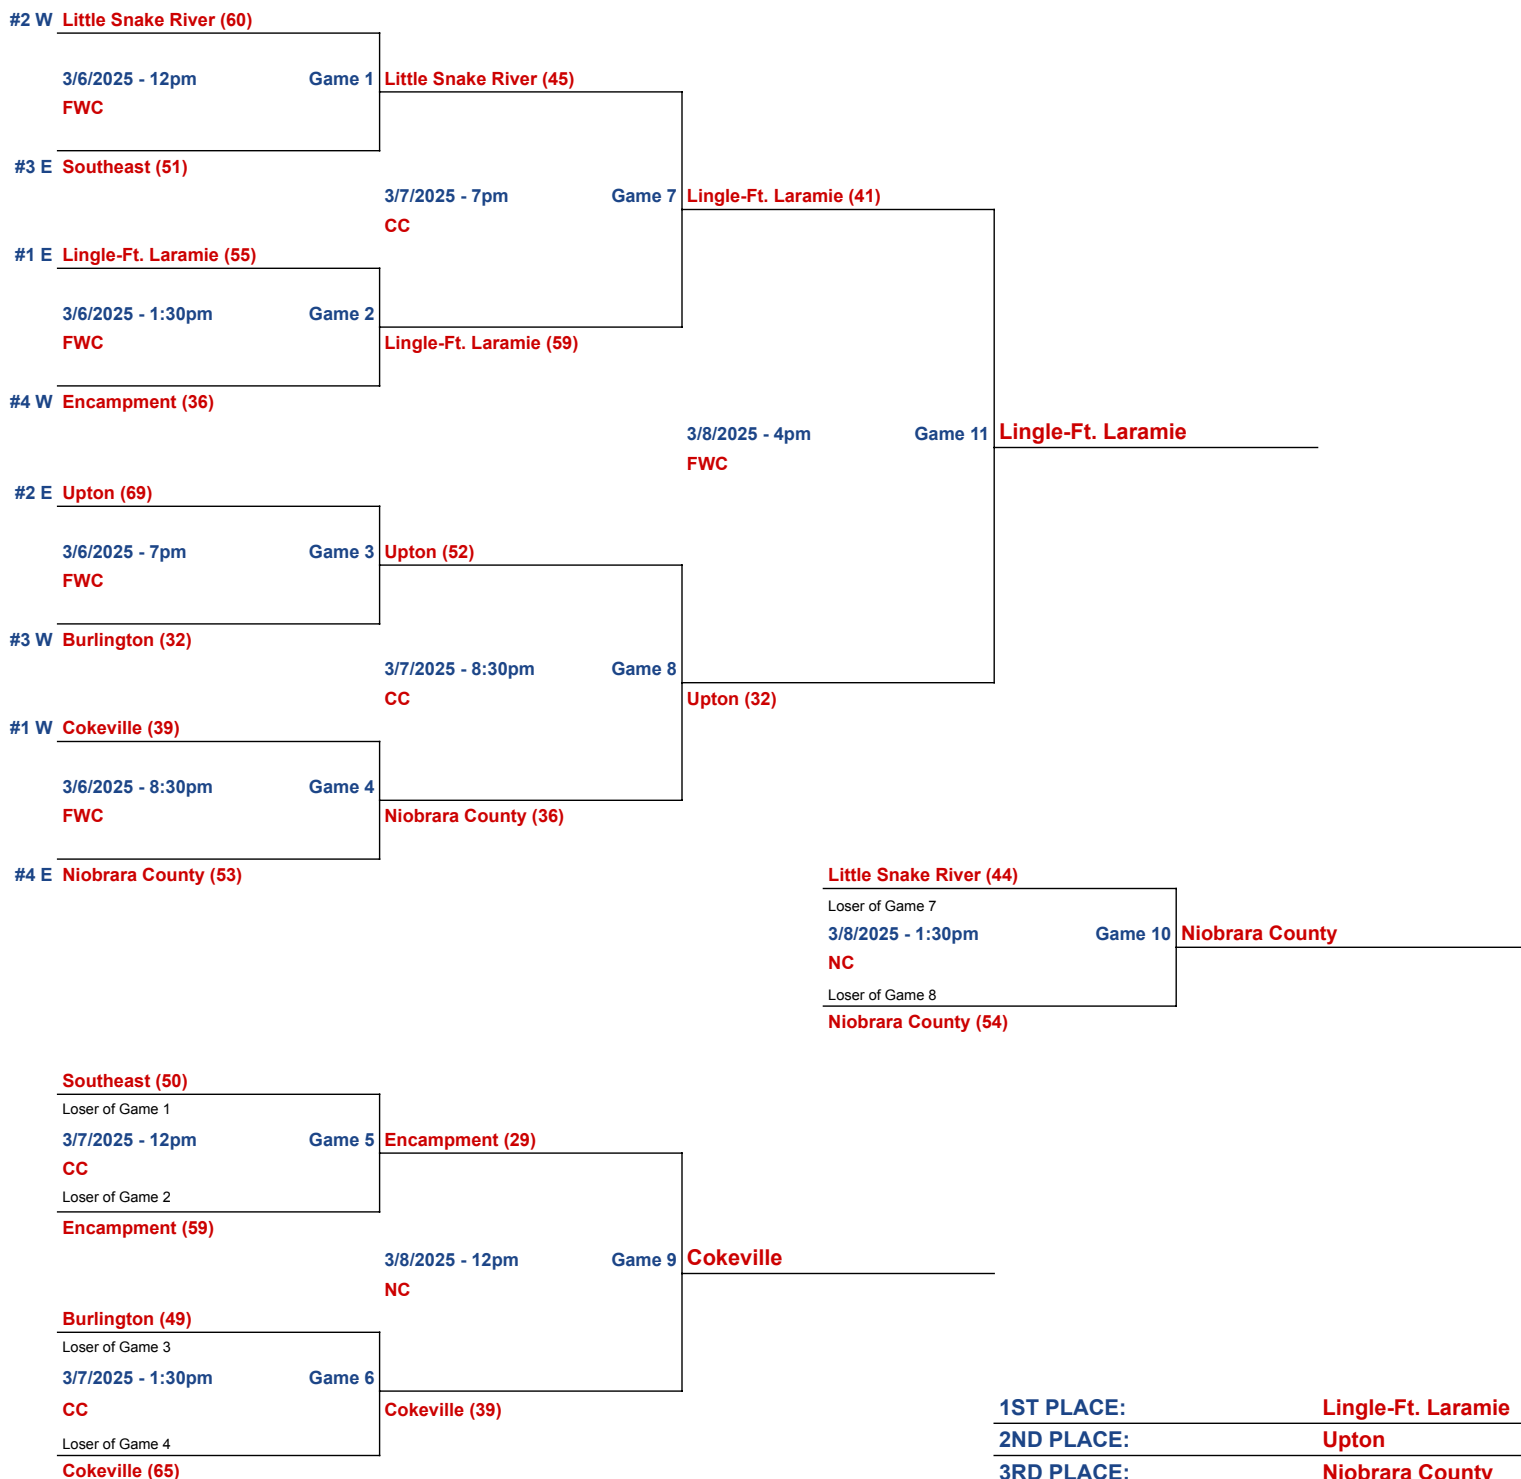 #2 W Little Snake River (60)
3/6/2025 - 12pm Game 1 Little Snake River (45)
FWC
#3 E Southeast (51)
3/7/2025 - 7pm Game 7 Lingle-Ft. Laramie (41)
CC
#1 E Lingle-Ft. Laramie (55)
3/6/2025 - 1:30pm Game 2
FWC Lingle-Ft. Laramie (59)
#4 W Encampment (36)
3/8/2025 - 4pm Game 11 Lingle-Ft. Laramie
FWC
#2 E Upton (69)
3/6/2025 - 7pm Game 3 Upton (52)
FWC
#3 W Burlington (32)
3/7/2025 - 8:30pm Game 8
CC Upton (32)
#1 W Cokeville (39)
3/6/2025 - 8:30pm Game 4
FWC Niobrara County (36)
#4 E Niobrara County (53) Little Snake River (44)
Loser of Game 7
3/8/2025 - 1:30pm Game 10 Niobrara County
NC
Loser of Game 8
Niobrara County (54)
Southeast (50)
Loser of Game 1
3/7/2025 - 12pm Game 5 Encampment (29)
CC
Loser of Game 2
Encampment (59)
3/8/2025 - 12pm Game 9 Cokeville
NC
Burlington (49)
Loser of Game 3
3/7/2025 - 1:30pm Game 6
CC Cokeville (39) 1ST PLACE: Lingle-Ft. Laramie
Loser of Game 4 2ND PLACE: Upton
Cokeville (65) 3RD PLACE: Niobrara County